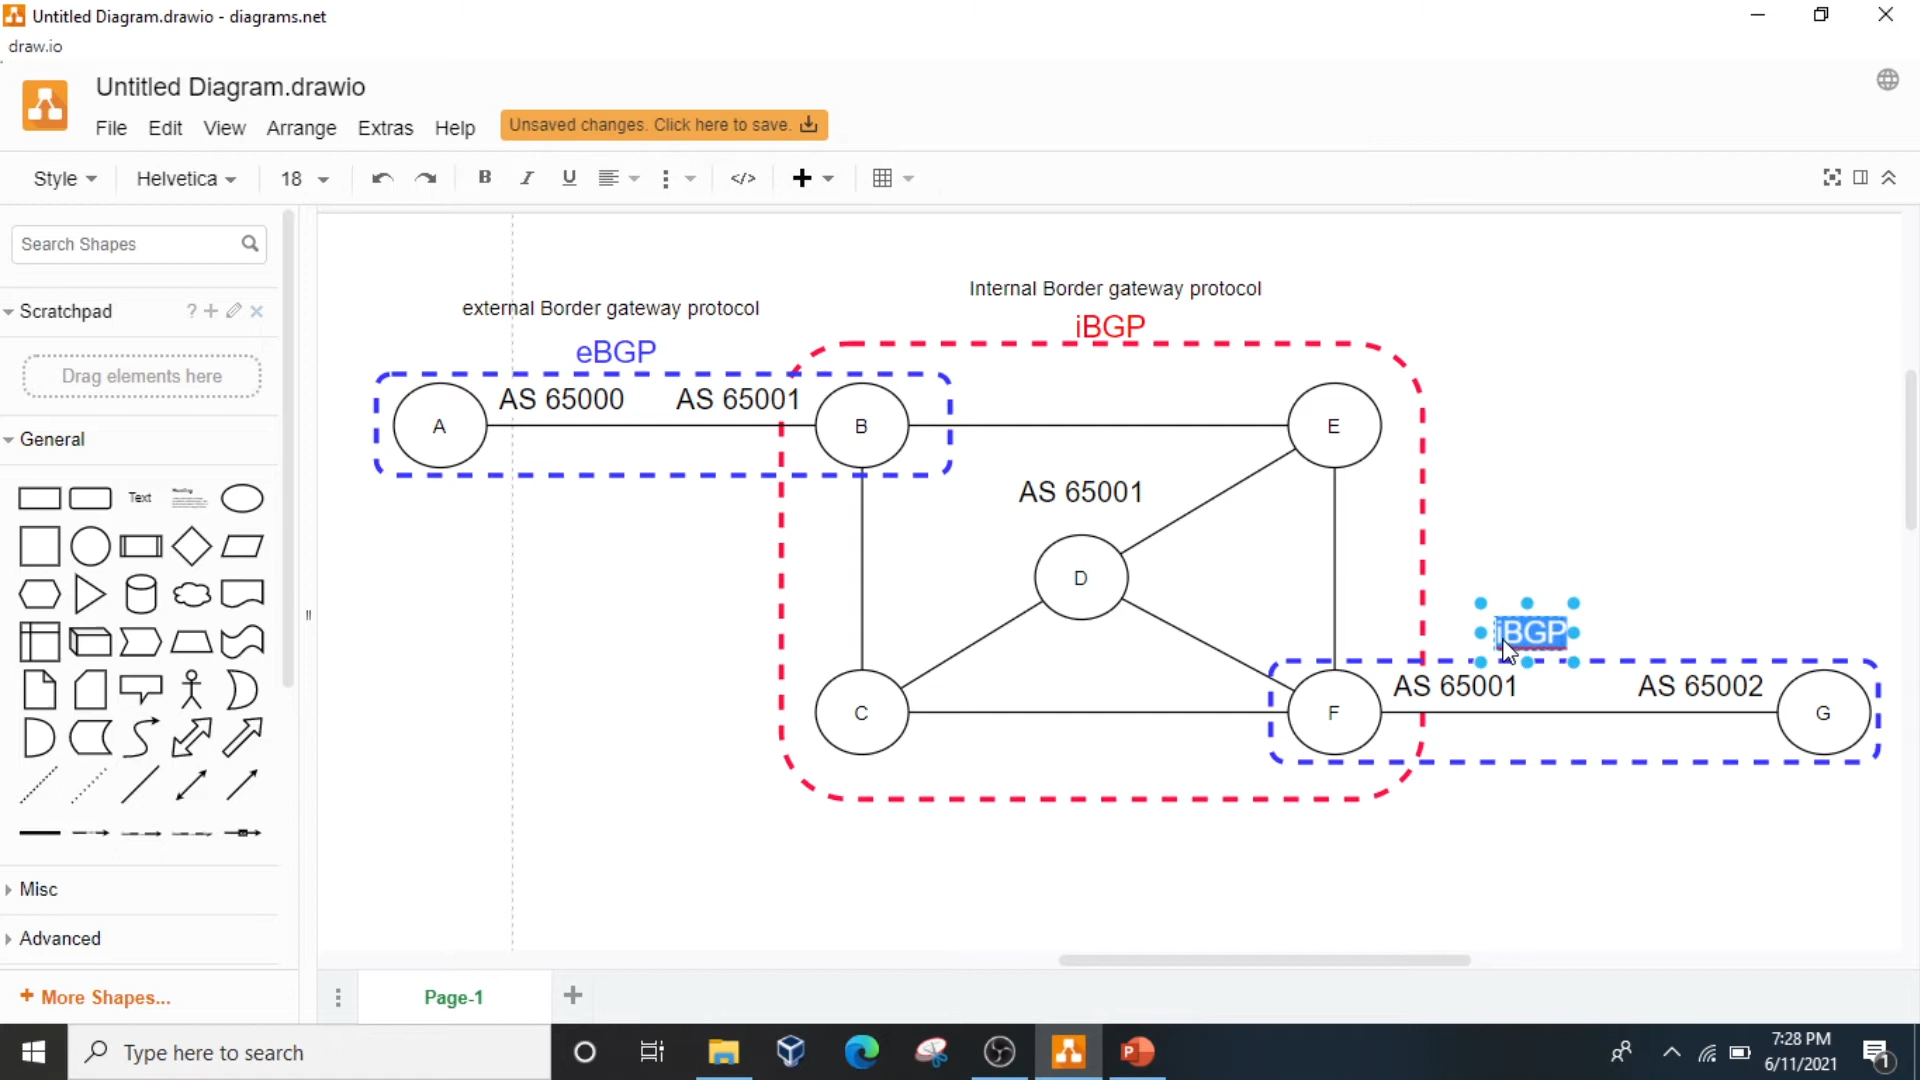 Untitled Diagram.drawio - diagrams.net
draw.io
Untitled Diagram.drawio
File Edit View Arrange Extras Help
Unsaved changes. Click here to save.
Style Helvetica 18 B I U </>
Search Shapes
Scratchpad ?
Drag elements here
General
Text
Heading
Misc
Advanced
+ More Shapes...
Internal Border gateway protocol
external Border gateway protocol
iBGP
eBGP
AS 65000 AS 65001
A B E
AS 65001
D
iBGP
AS 65001 AS 65002
C F G
Page-1
Type here to search
7:28 PM
6/11/2021
1